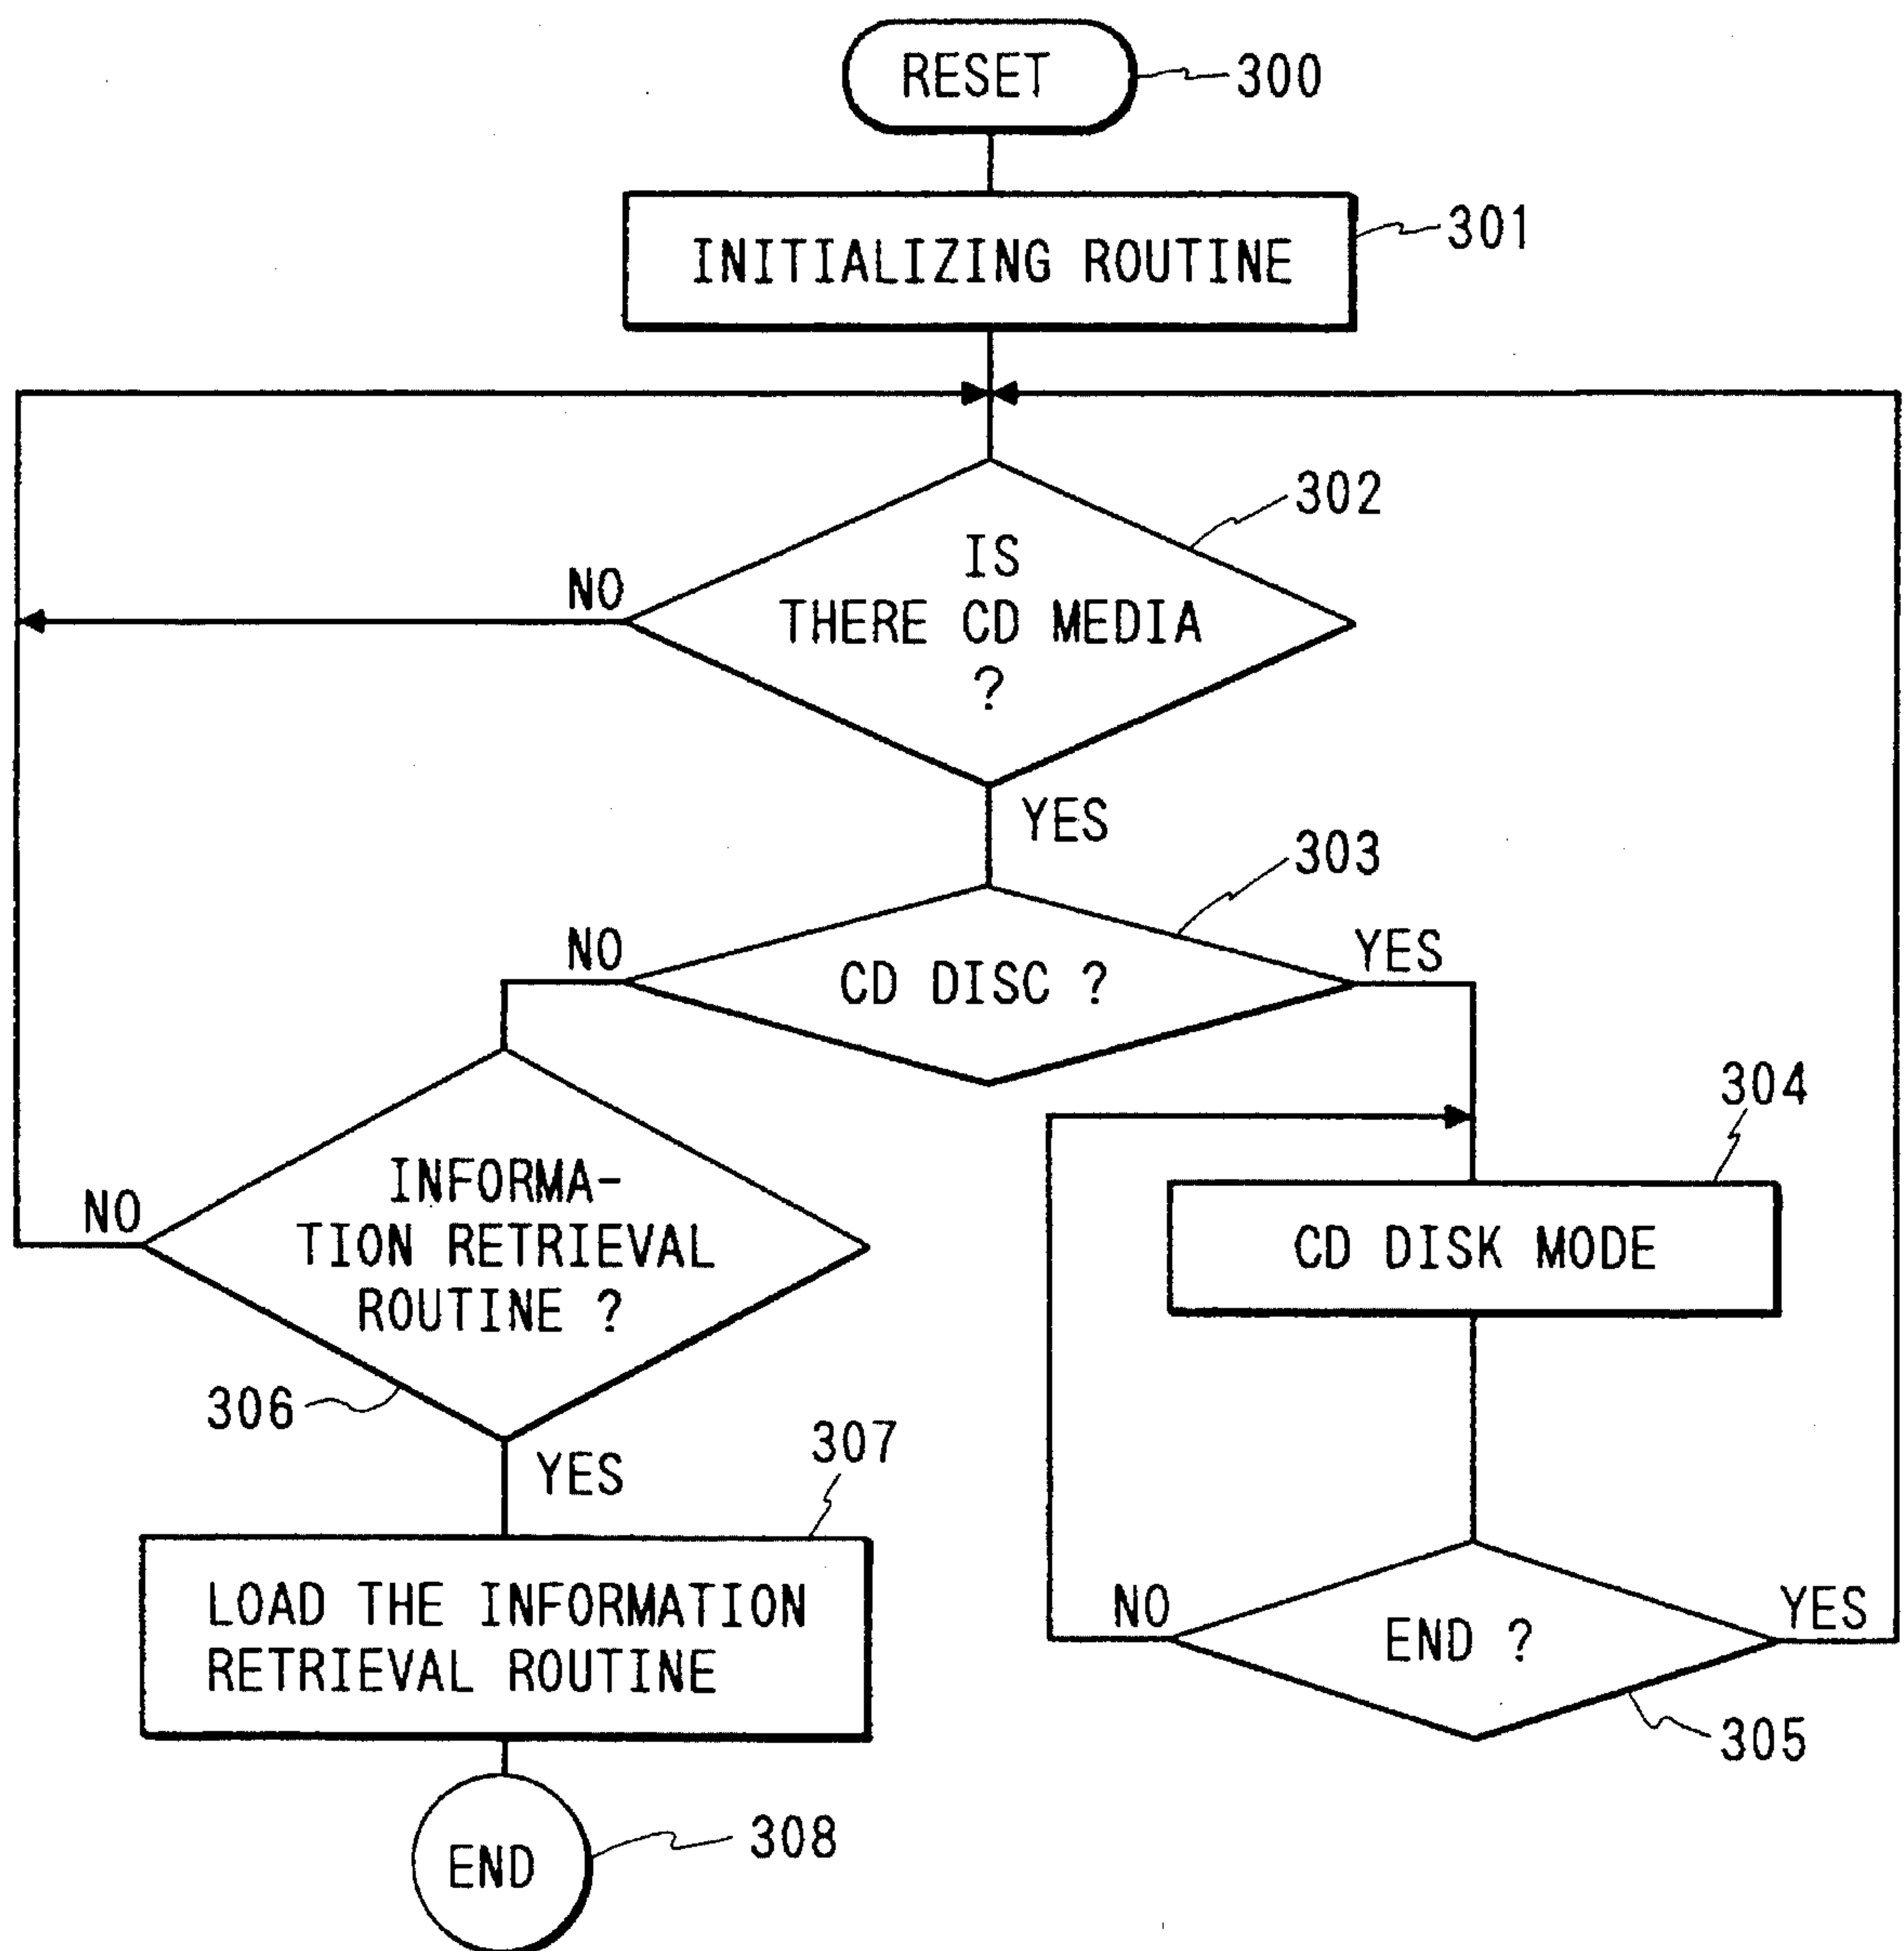 RESET
300
INITIALIZING ROUTINE
301
302
IS
THERE CD MEDIA
?
NO
YES
303
NO
CD DISC ?
YES
304
INFORMA-
TION RETRIEVAL
ROUTINE ?
NO
CD DISK MODE
306
YES
307
LOAD THE INFORMATION
RETRIEVAL ROUTINE
NO
END ?
YES
305
END
308